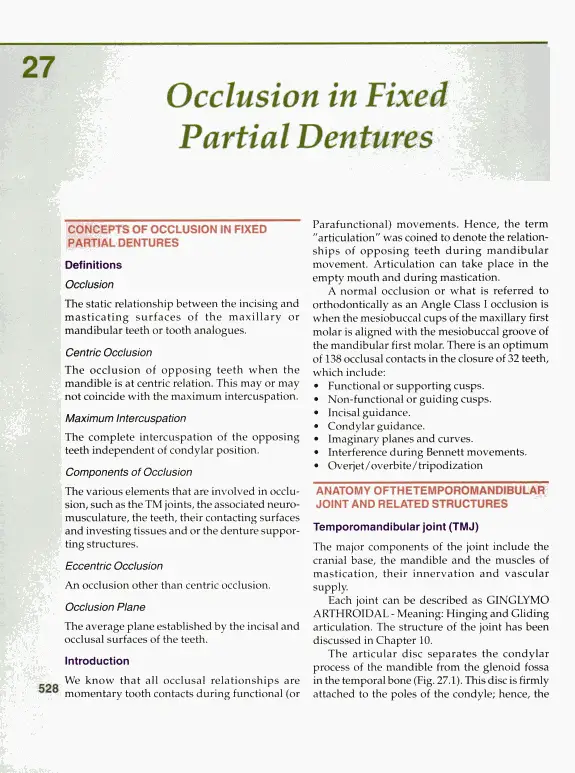 27
Occlusion in Fixed
Partial Dentures
CONCEPTS OF OCCLUSION IN FIXED
PARTIAL DENTURES
Definitions
Occlusion
The static relationship between the incising and
masticating surfaces of the maxillary or
mandibular teeth or tooth analogues.
Centric Occlusion
The occlusion of opposing teeth when the
mandible is at centric relation. This may or may
not coincide with the maximum intercuspation.
Maximum Intercuspation
The complete intercuspation of the opposing
teeth independent of condylar position.
Components of Occlusion
The various elements that are involved in occlu-
sion, such as the TM joints, the associated neuro-
musculature, the teeth, their contacting surfaces
and investing tissues and or the denture suppor-
ting structures.
Eccentric Occlusion
An occlusion other than centric occlusion.
Occlusion Plane
The average plane established by the incisal and
occlusal surfaces of the teeth.
Introduction
We know that all occlusal relationships are
momentary tooth contacts during functional (or
528
Parafunctional) movements. Hence, the term
"articulation" was coined to denote the relation-
ships of opposing teeth during mandibular
movement. Articulation can take place in the
empty mouth and during mastication.
A normal occlusion or what is referred to
orthodontically as an Angle Class I occlusion is
when the mesiobuccal cups of the maxillary first
molar is aligned with the mesiobuccal groove of
the mandibular first molar. There is an optimum
of 138 occlusal contacts in the closure of 32 teeth,
which include:
• Functional or supporting cusps.
• Non-functional or guiding cusps.
• Incisal guidance.
• Condylar guidance.
• Imaginary planes and curves.
• Interference during Bennett movements.
• Overjet/overbite/tripodization
ANATOMY OFTHETEMPOROMANDIBULAR
JOINT AND RELATED STRUCTURES
Temporomandibular joint (TMJ)
The major components of the joint include the
cranial base, the mandible and the muscles of
mastication, their innervation and vascular
supply.
Each joint can be described as GINGLYMO
ARTHROIDAL - Meaning: Hinging and Gliding
articulation. The structure of the joint has been
discussed in Chapter 10.
The articular disc separates the condylar
process of the mandible from the glenoid fossa
in the temporal bone (Fig. 27.1). This disc is firmly
attached to the poles of the condyle; hence, the